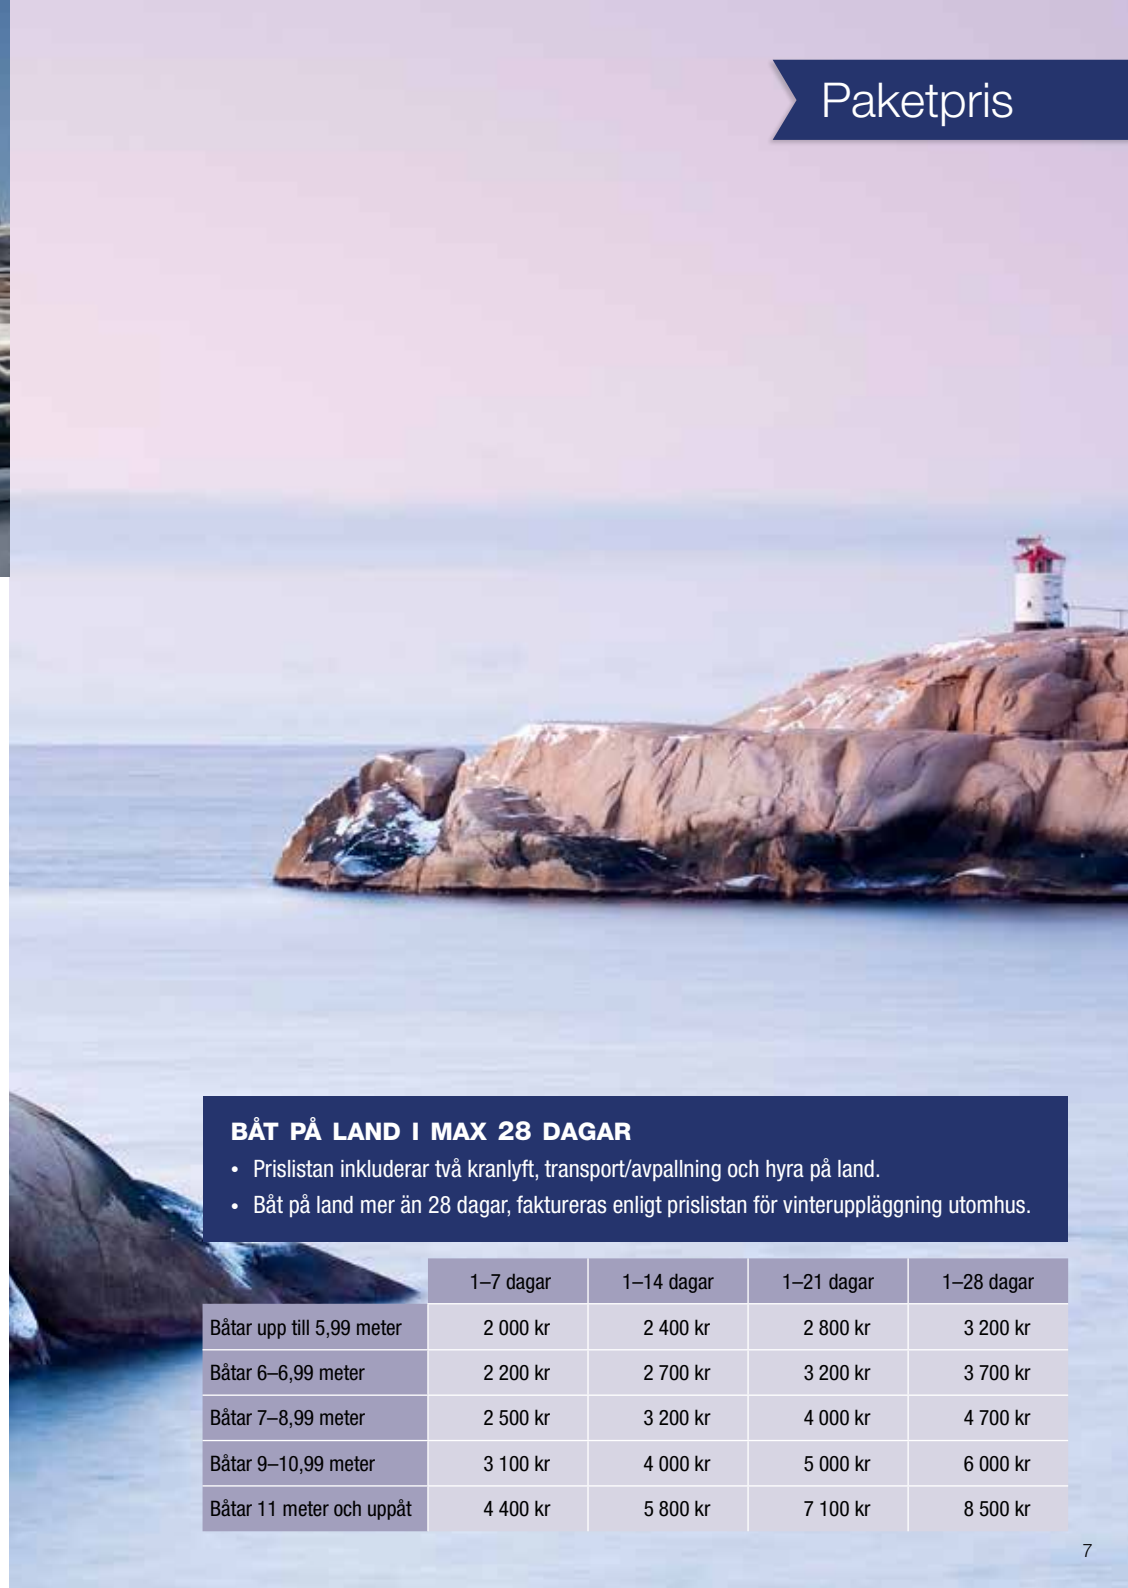 Paketpris
BÅT PÅ LAND I MAX 28 DAGAR
• Prislistan inkluderar två kranlyft, transport/avpallning och hyra på land.
• Båt på land mer än 28 dagar, faktureras enligt prislistan för vinteruppläggning utomhus.
1–7 dagar 1–14 dagar 1–21 dagar 1–28 dagar
Båtar upp till 5,99 meter 2 000 kr 2 400 kr 2 800 kr 3 200 kr
Båtar 6–6,99 meter 2 200 kr 2 700 kr 3 200 kr 3 700 kr
Båtar 7–8,99 meter 2 500 kr 3 200 kr 4 000 kr 4 700 kr
Båtar 9–10,99 meter 3 100 kr 4 000 kr 5 000 kr 6 000 kr
Båtar 11 meter och uppåt 4 400 kr 5 800 kr 7 100 kr 8 500 kr
7